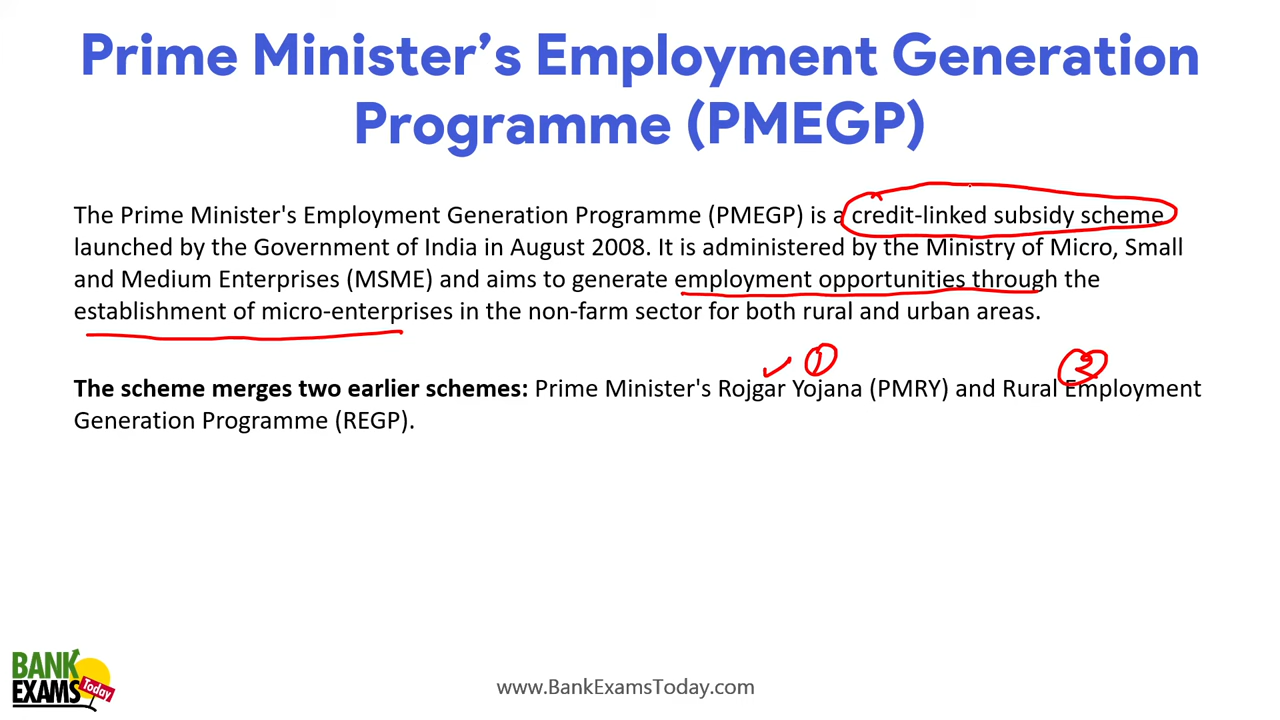 Prime Minister’s Employment Generation
Programme (PMEGP)
The Prime Minister's Employment Generation Programme (PMEGP) is a credit-linked subsidy scheme
launched by the Government of India in August 2008. It is administered by the Ministry of Micro, Small
and Medium Enterprises (MSME) and aims to generate employment opportunities through the
establishment of micro-enterprises in the non-farm sector for both rural and urban areas.
1 2
The scheme merges two earlier schemes: Prime Minister's Rojgar Yojana (PMRY) and Rural Employment
Generation Programme (REGP).
BANK
EXAMS Today
www.BankExamsToday.com